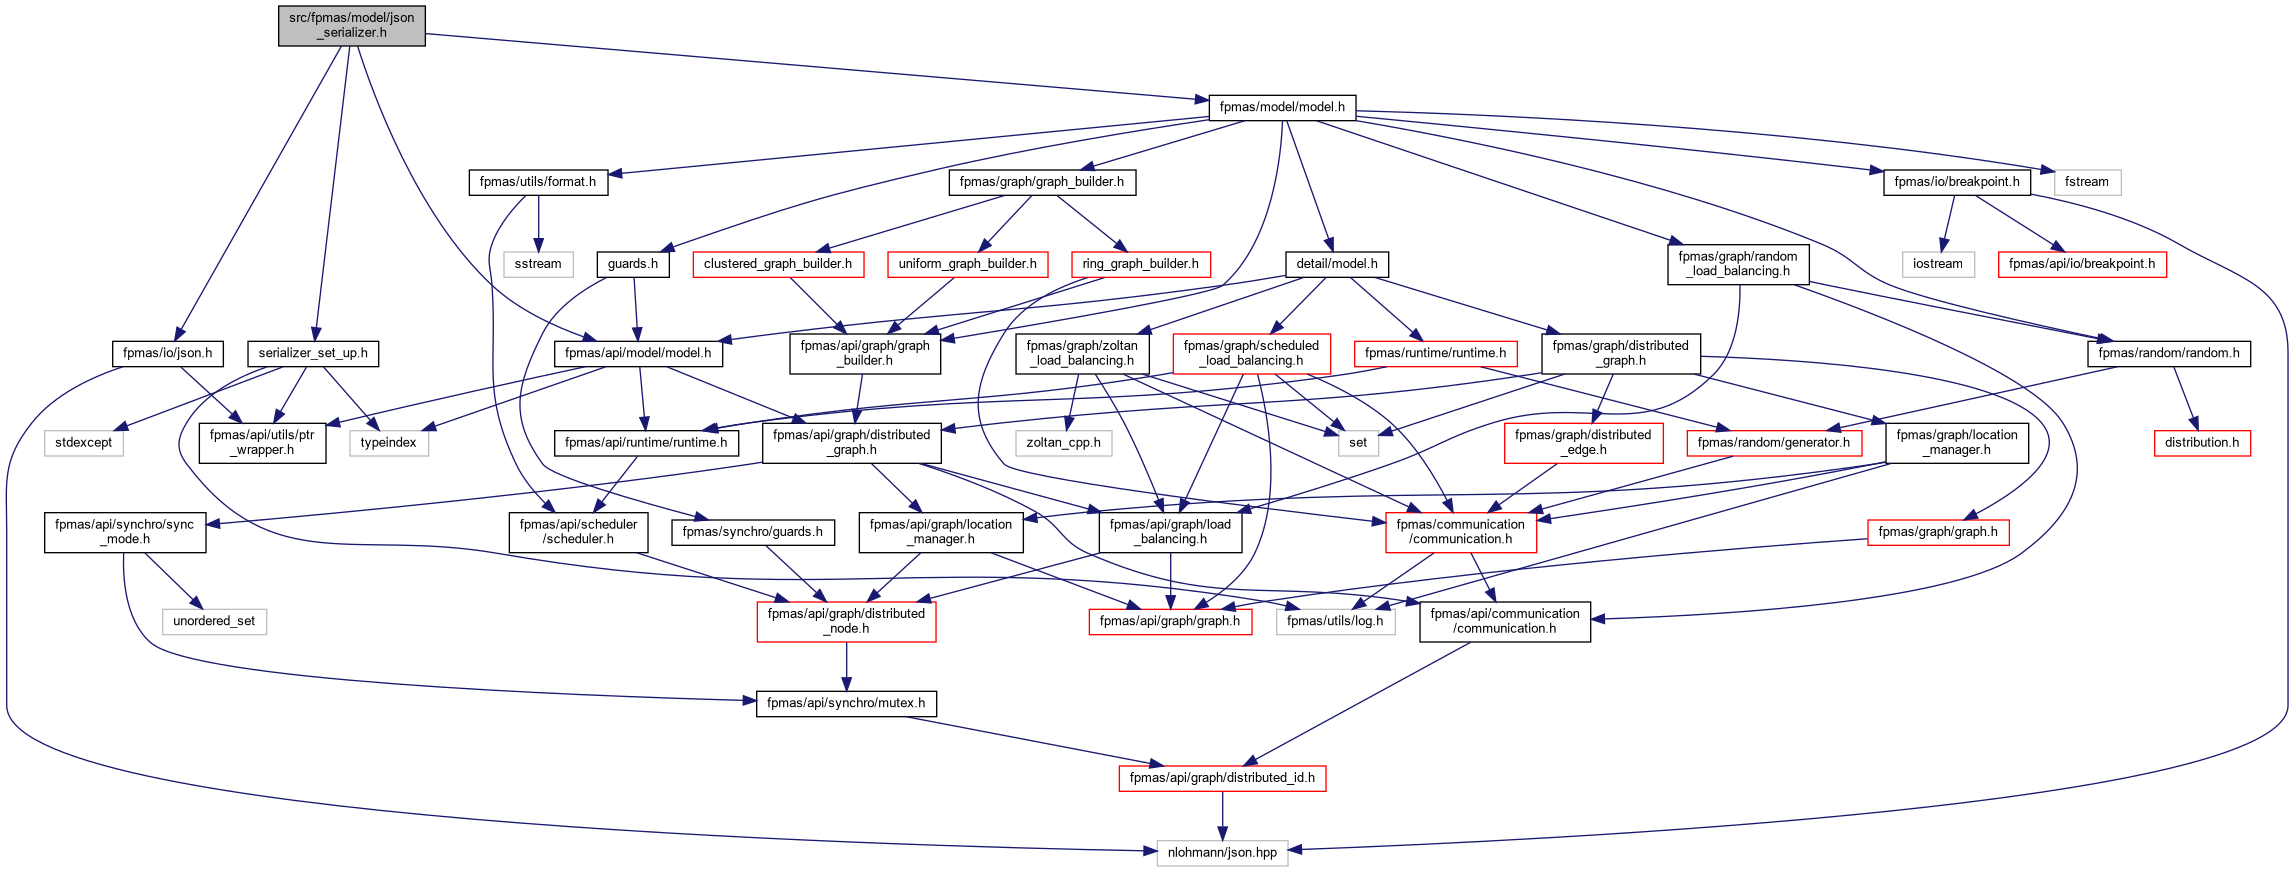 src/fpmas/model/json
_serializer.h
fpmas/model/model.h
fpmas/utils/format.h
fpmas/graph/graph_builder.h
fpmas/io/breakpoint.h
fstream
sstream
guards.h
clustered_graph_builder.h
uniform_graph_builder.h
ring_graph_builder.h
detail/model.h
fpmas/graph/random
_load_balancing.h
iostream
fpmas/api/io/breakpoint.h
fpmas/io/json.h
serializer_set_up.h
fpmas/api/model/model.h
fpmas/api/graph/graph
_builder.h
fpmas/graph/zoltan
_load_balancing.h
fpmas/graph/scheduled
_load_balancing.h
fpmas/runtime/runtime.h
fpmas/graph/distributed
_graph.h
fpmas/random/random.h
stdexcept
fpmas/api/utils/ptr
_wrapper.h
typeindex
fpmas/api/runtime/runtime.h
fpmas/api/graph/distributed
_graph.h
zoltan_cpp.h
set
fpmas/graph/distributed
_edge.h
fpmas/random/generator.h
fpmas/graph/location
_manager.h
distribution.h
fpmas/api/synchro/sync
_mode.h
fpmas/api/scheduler
/scheduler.h
fpmas/synchro/guards.h
fpmas/api/graph/location
_manager.h
fpmas/api/graph/load
_balancing.h
fpmas/communication
/communication.h
fpmas/graph/graph.h
unordered_set
fpmas/api/graph/distributed
_node.h
fpmas/api/graph/graph.h
fpmas/utils/log.h
fpmas/api/communication
/communication.h
fpmas/api/synchro/mutex.h
fpmas/api/graph/distributed_id.h
nlohmann/json.hpp